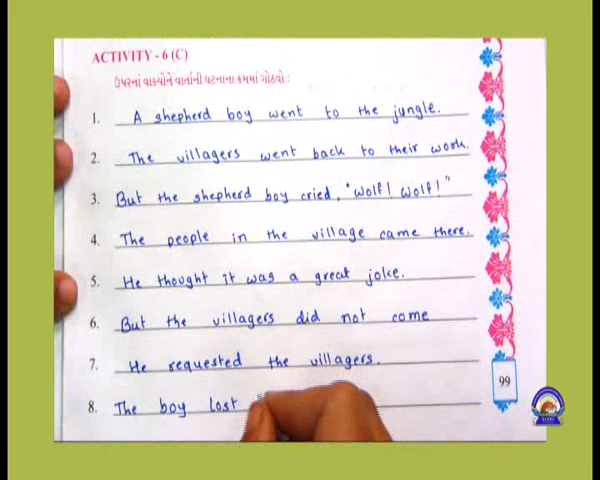 ACTIVITY - 6 (C)
ઉપરનાં વાક્યોને વાર્તાની ઘટનાના ક્રમમાં ગોઠવો :
1. A shepherd boy went to the jungle.
2. The villagers went back to their work.
3. But the shepherd boy cried, "Wolf! Wolf!"
4. The people in the village came there.
5. He thought it was a great joke.
6. But the villagers did not come
7. He requested the villagers.
8. The boy lost
99